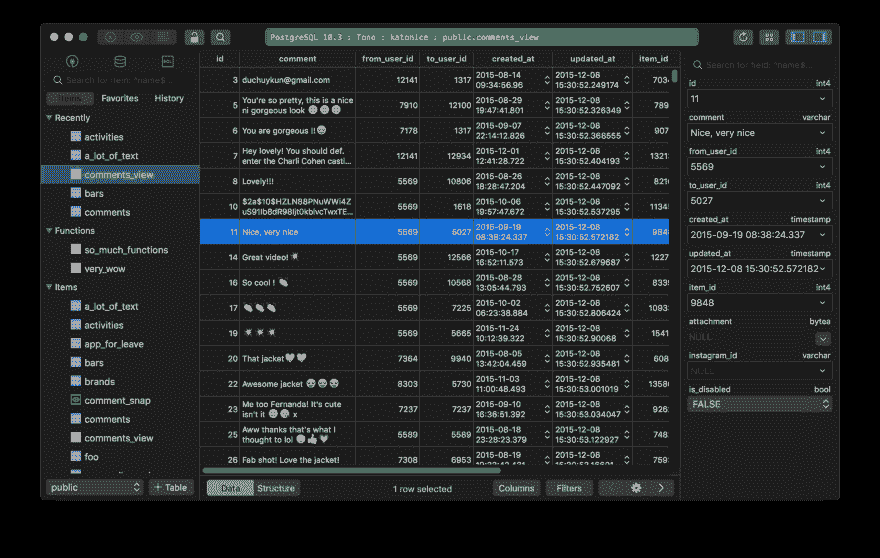 PostgreSQL 10.3 : Tono : katonice : public.comments_view
SQL
Search for item: ^name$...
Items Favorites History
Recently
activities
a_lot_of_text
comments_view
bars
comments
Functions
so_much_functions
very_wow
Items
a_lot_of_text
activities
app_for_leave
bars
brands
comment_snap
comments
comments_view
foo
public
+ Table
id comment from_user_id to_user_id created_at updated_at item_id
3 duchuykun@gmail.com 12141 1317 2015-08-14 09:34:56.96 2015-12-08 15:30:52.249174 703
5 You're so pretty, this is a nice ni gorgeous look 7910 12100 2015-08-29 19:47:41.801 2015-12-08 15:30:52.326349 789
6 You are gorgeous!! 7178 1317 2015-09-07 22:14:12.826 2015-12-08 15:30:52.366555 907
7 Hey lovely! You should def. enter the Charli Cohen casti... 12141 12934 2015-12-01 12:41:28.722 2015-12-08 15:30:52.404193 1321
8 Lovely!!! 5569 10806 2015-08-26 18:28:47.204 2015-12-08 15:30:52.447092 821
10 5569 1618 2015-10-06 19:57:47.672 2015-12-08 15:30:52.537295 1134
11 Nice, very nice 5569 5027 2015-09-19 08:38:24.337 2015-12-08 15:30:52.572182 984
14 Great video! 5569 12566 2015-10-17 16:52:11.573 2015-12-08 15:30:52.679687 1227
16 So cool ! 5569 10568 2015-08-28 13:05:44.793 2015-12-08 15:30:52.752607 833
17 5569 7225 2015-10-02 06:23:38.884 2015-12-08 15:30:52.806424 1093
19 5569 5665 2015-11-24 10:12:39.322 2015-12-08 15:30:52.90068 1541
20 That jacket 7364 9940 2015-08-05 13:42:04.459 2015-12-08 15:30:52.935481 608
22 Awesome jacket 8303 5730 2015-11-03 11:00:48.493 2015-12-08 15:30:53.001019 1358
23 Me too Fernanda! It's cute isn't it x 7237 7237 2015-09-10 16:36:51.392 2015-12-08 15:30:53.034047 926
25 Aww thanks that's what I thought to lol 5589 5589 2015-08-18 23:28:23.379 2015-12-08 15:30:53.122927 748
26 Fab shot! Love the jacket! 7308 6953 2015-08-19 2015-12-08 759
Data Structure
1 row selected
Columns
Filters
Search for field: ^name$...
id int4
11
comment varchar
Nice, very nice
from_user_id int4
5569
to_user_id int4
5027
created_at timestamp
2015-09-19 08:38:24.337
updated_at timestamp
2015-12-08 15:30:52.572182
item_id int4
9848
attachment bytea
NULL
instagram_id varchar
NULL
is_disabled bool
FALSE